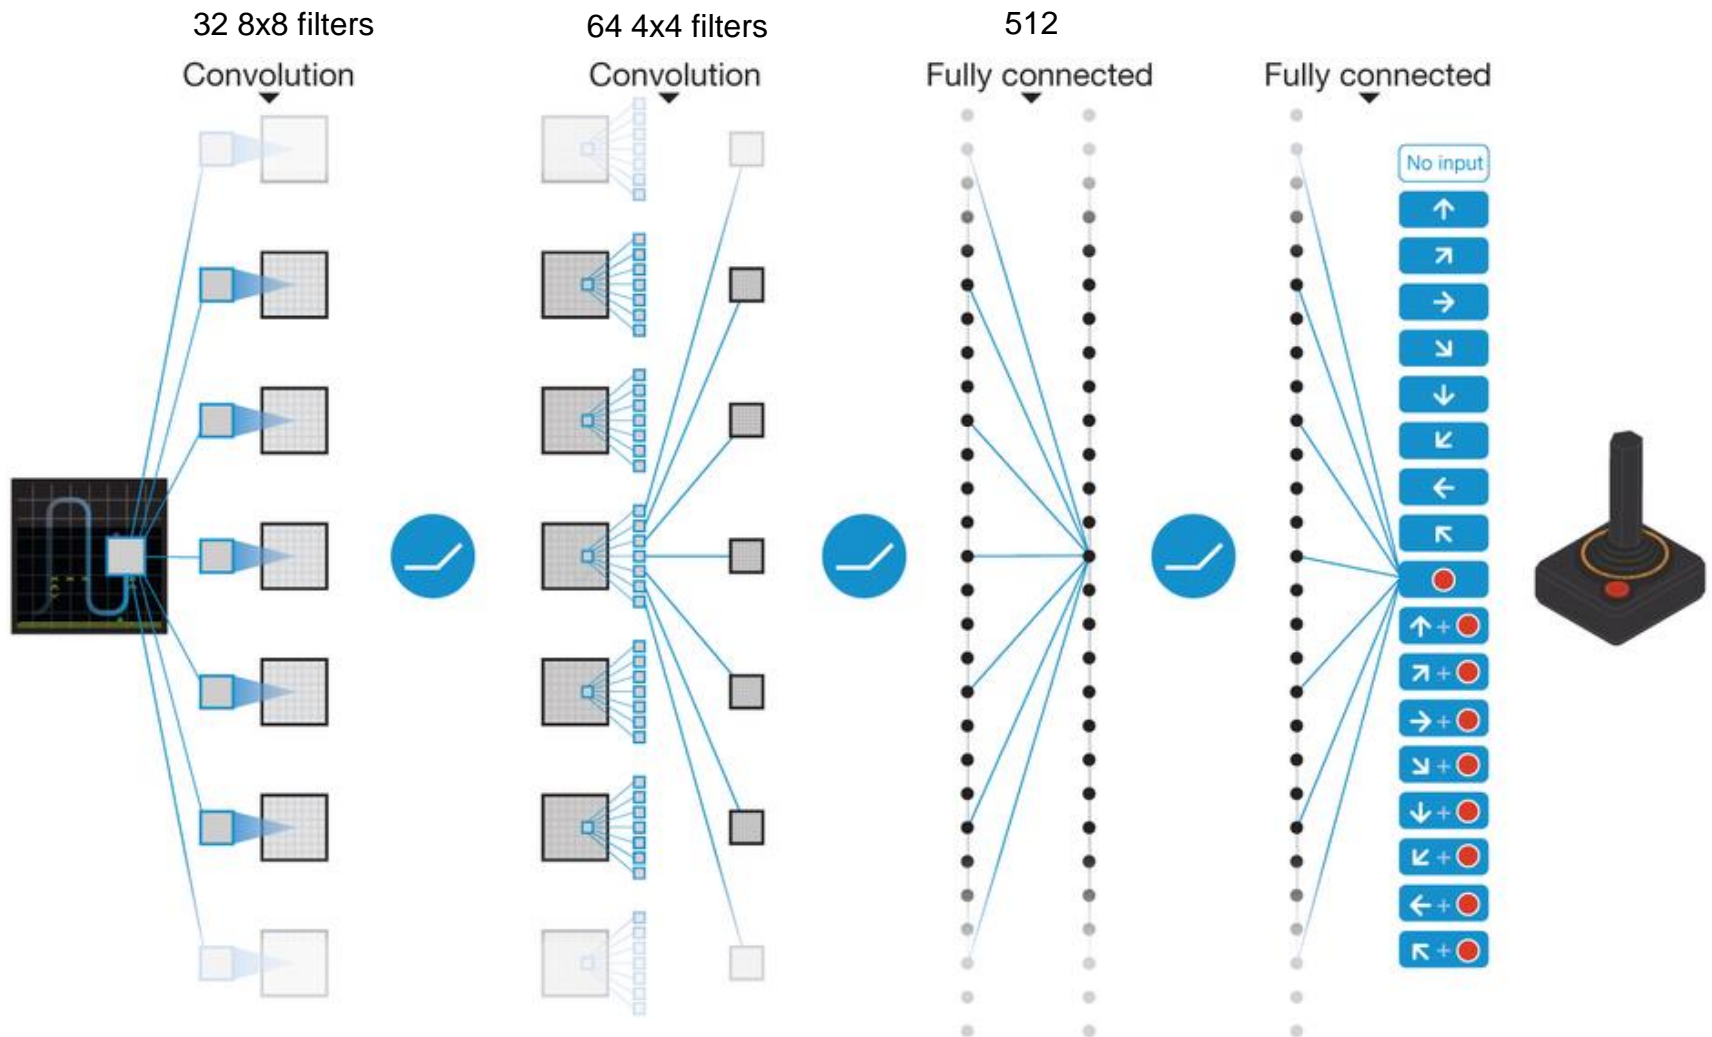 32 8x8 filters
64 4x4 filters
512
Convolution
Convolution
Fully connected
Fully connected
No input
+
+
+
+
+
+
+
+